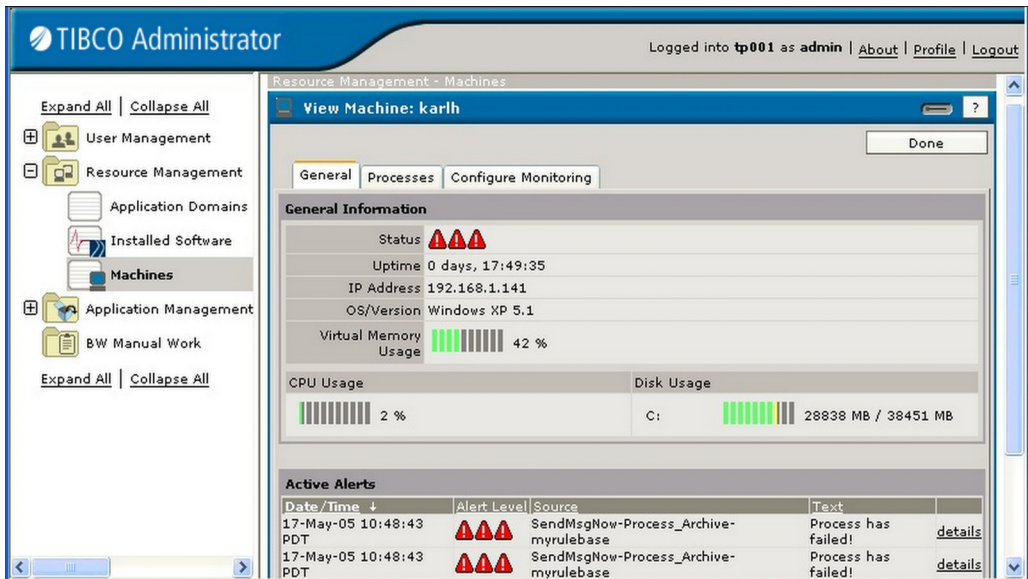 TIBCO Administrator
Logged into tp001 as admin | About | Profile | Logout
Expand All | Collapse All
User Management
Resource Management
Application Domains
Installed Software
Machines
Application Management
BW Manual Work
Expand All | Collapse All
Resource Management - Machines
View Machine: karlh
?
Done
General
Processes
Configure Monitoring
General Information
Status
Uptime 0 days, 17:49:35
IP Address 192.168.1.141
OS/Version Windows XP 5.1
Virtual Memory
Usage
42 %
CPU Usage
Disk Usage
2 %
C:
28838 MB / 38451 MB
Active Alerts
Date/Time ↓ Alert Level Source Text
17-May-05 10:48:43 SendMsgNow-Process_Archive- Process has
PDT myrulebase failed! details
17-May-05 10:48:43 SendMsgNow-Process_Archive- Process has
PDT myrulebase failed! details